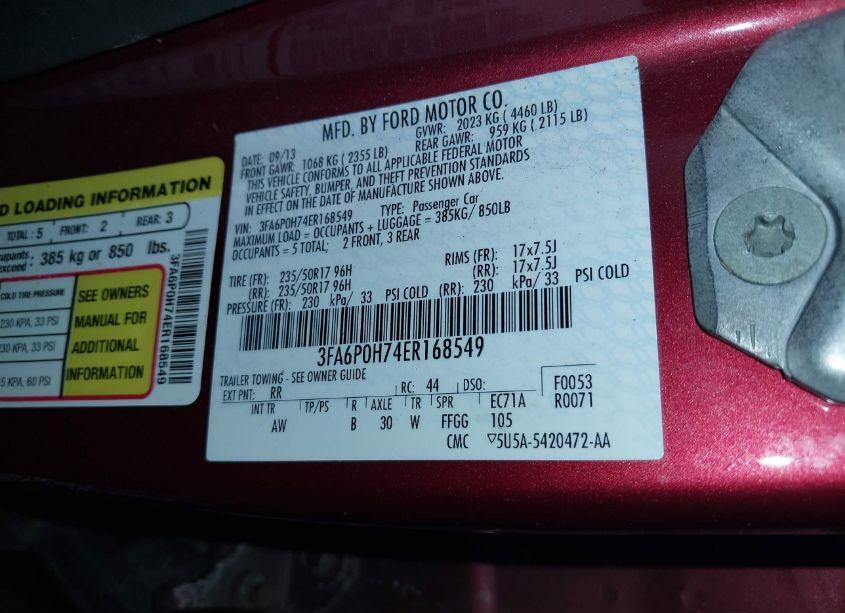 D LOADING INFORMATION
TOTAL: 5 FRONT: 2 REAR: 3
upants
exceed 385 kg or 850 lbs.
COLD TIRE PRESSURE
230 KPA, 33 PSI
230 KPA, 33 PSI
5 KPA, 60 PSI
SEE OWNERS
MANUAL FOR
ADDITIONAL
INFORMATION
3FA6P0H74ER168549
MFD. BY FORD MOTOR CO.
DATE: 09/13 GVWR: 2023 KG ( 4460 LB)
FRONT GAWR: 1068 KG ( 2355 LB) REAR GAWR: 959 KG ( 2115 LB)
THIS VEHICLE CONFORMS TO ALL APPLICABLE FEDERAL MOTOR
VEHICLE SAFETY, BUMPER, AND THEFT PREVENTION STANDARDS
IN EFFECT ON THE DATE OF MANUFACTURE SHOWN ABOVE.
VIN: 3FA6P0H74ER168549 TYPE: Passenger Car
MAXIMUM LOAD = OCCUPANTS + LUGGAGE = 385KG/ 850LB
OCCUPANTS = 5 TOTAL; 2 FRONT, 3 REAR
TIRE (FR): 235/50R17 96H RIMS (FR): 17x7.5J
(RR): 235/50R17 96H (RR): 17x7.5J
PRESSURE (FR): 230 kPa/ 33 PSI COLD (RR): 230 kPa/ 33 PSI COLD
3FA6P0H74ER168549
TRAILER TOWING - SEE OWNER GUIDE
EXT PNT: RR RC: 44 DSO: F0053
INT TR TP/PS R AXLE TR SPR EC71A R0071
AW B 30 W FFGG 105
CMC ▽5U5A-5420472-AA